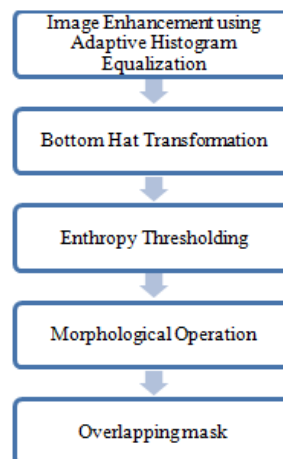 Image Enhancement using
Adaptive Histogram
Equalization
Bottom Hat Transformation
Enthropy Thresholding
Morphological Operation
Overlapping mask